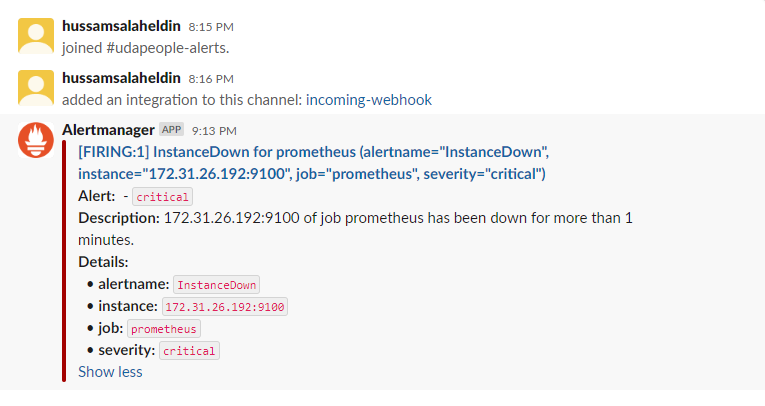 hussamsalaheldin 8:15 PM
joined #udapeople-alerts.
hussamsalaheldin 8:16 PM
added an integration to this channel: incoming-webhook
Alertmanager APP 9:13 PM
[FIRING:1] InstanceDown for prometheus (alertname="InstanceDown",
instance="172.31.26.192:9100", job="prometheus", severity="critical")
Alert: - critical
Description: 172.31.26.192:9100 of job prometheus has been down for more than 1
minutes.
Details:
• alertname: InstanceDown
• instance: 172.31.26.192:9100
• job: prometheus
• severity: critical
Show less